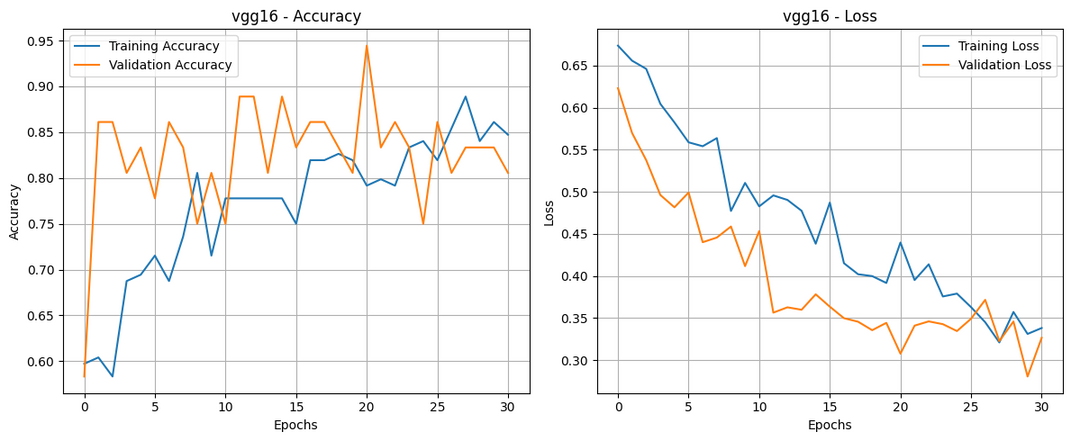 vgg16 - Accuracy
Training Accuracy
Validation Accuracy
0.95
0.90
0.85
0.80
0.75
0.70
0.65
0.60
Accuracy
0 5 10 15 20 25 30
Epochs
vgg16 - Loss
Training Loss
Validation Loss
0.65
0.60
0.55
0.50
0.45
0.40
0.35
0.30
Loss
0 5 10 15 20 25 30
Epochs